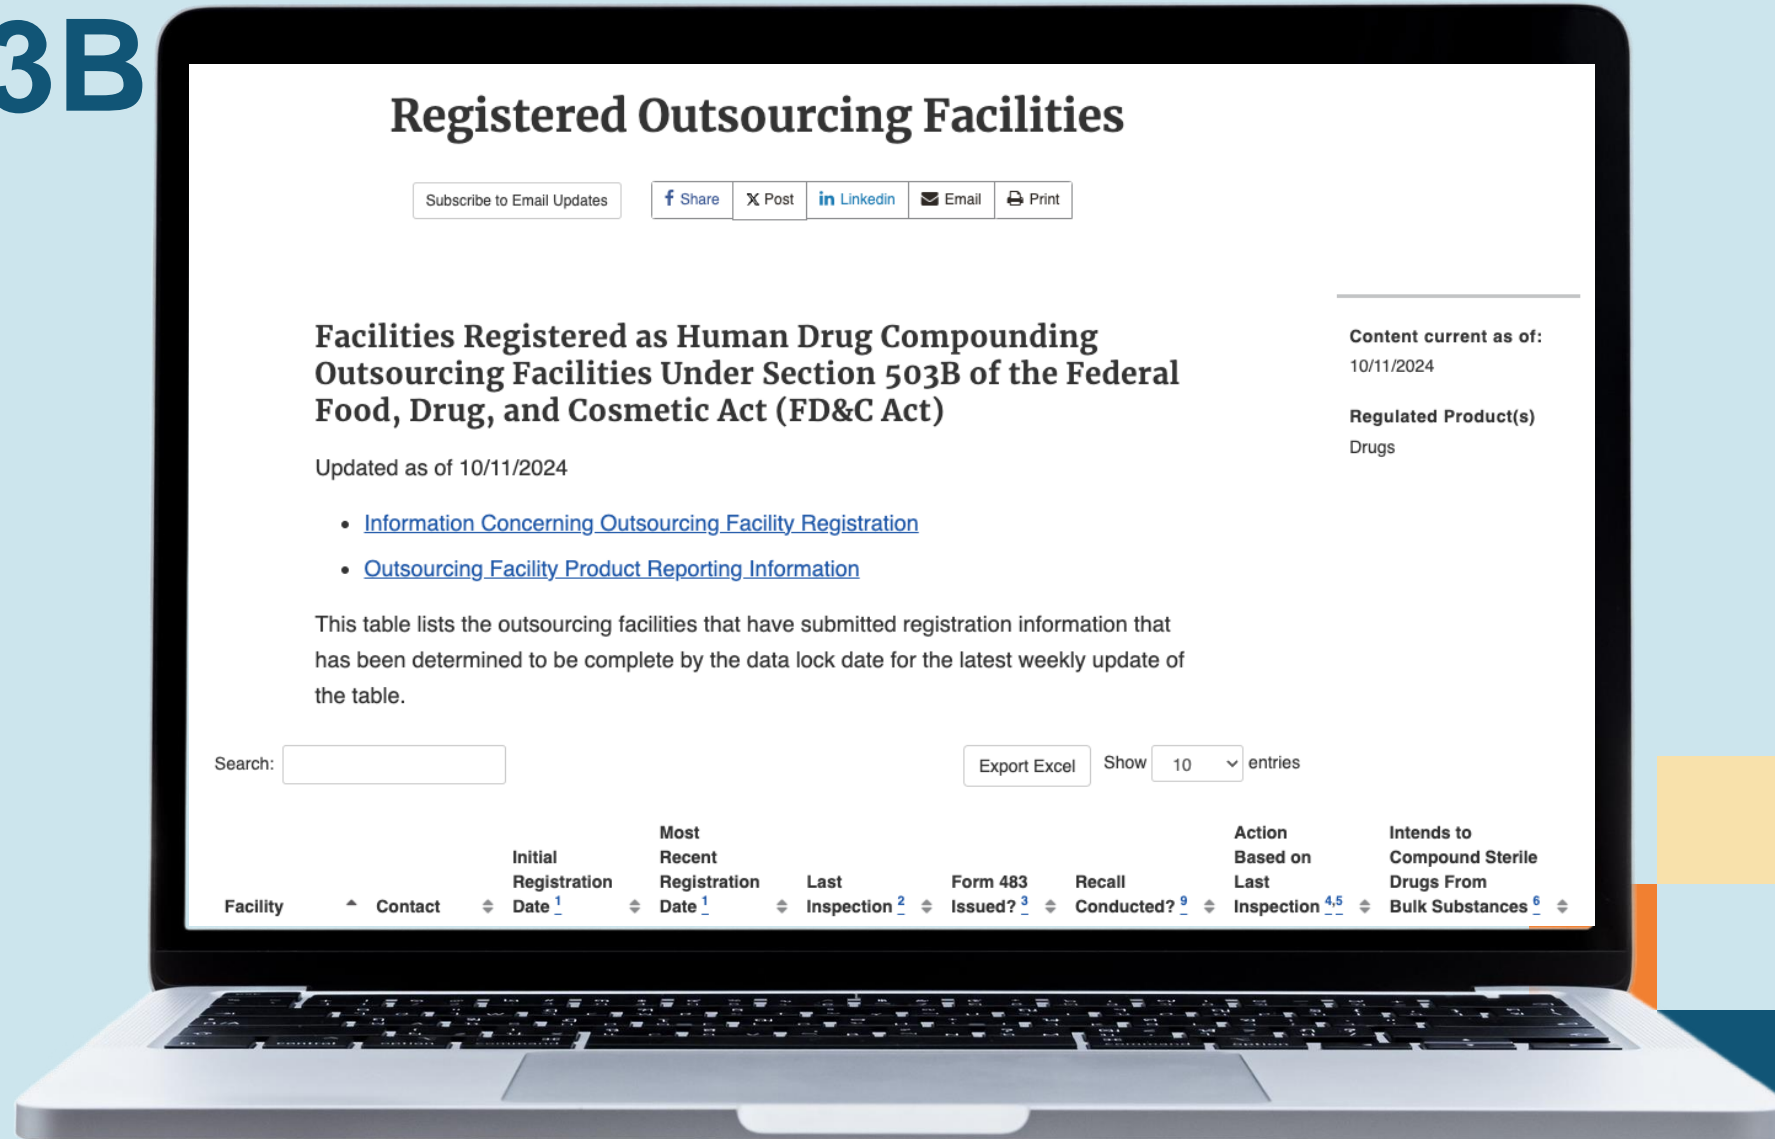 3B
Registered Outsourcing Facilities
Subscribe to Email Updates
f Share
X Post
in Linkedin
Email
Print
Facilities Registered as Human Drug Compounding
Outsourcing Facilities Under Section 503B of the Federal
Food, Drug, and Cosmetic Act (FD&C Act)
Content current as of:
10/11/2024
Regulated Product(s)
Drugs
Updated as of 10/11/2024
• Information Concerning Outsourcing Facility Registration
• Outsourcing Facility Product Reporting Information
This table lists the outsourcing facilities that have submitted registration information that
has been determined to be complete by the data lock date for the latest weekly update of
the table.
Search:
Export Excel
Show 10 entries
Facility
Contact
Initial
Registration
Date 1
Most
Recent
Registration
Date 1
Last
Inspection 2
Form 483
Issued? 3
Recall
Conducted? 9
Action
Based on
Last
Inspection 4,5
Intends to
Compound Sterile
Drugs From
Bulk Substances 6
control
option
command
command
option